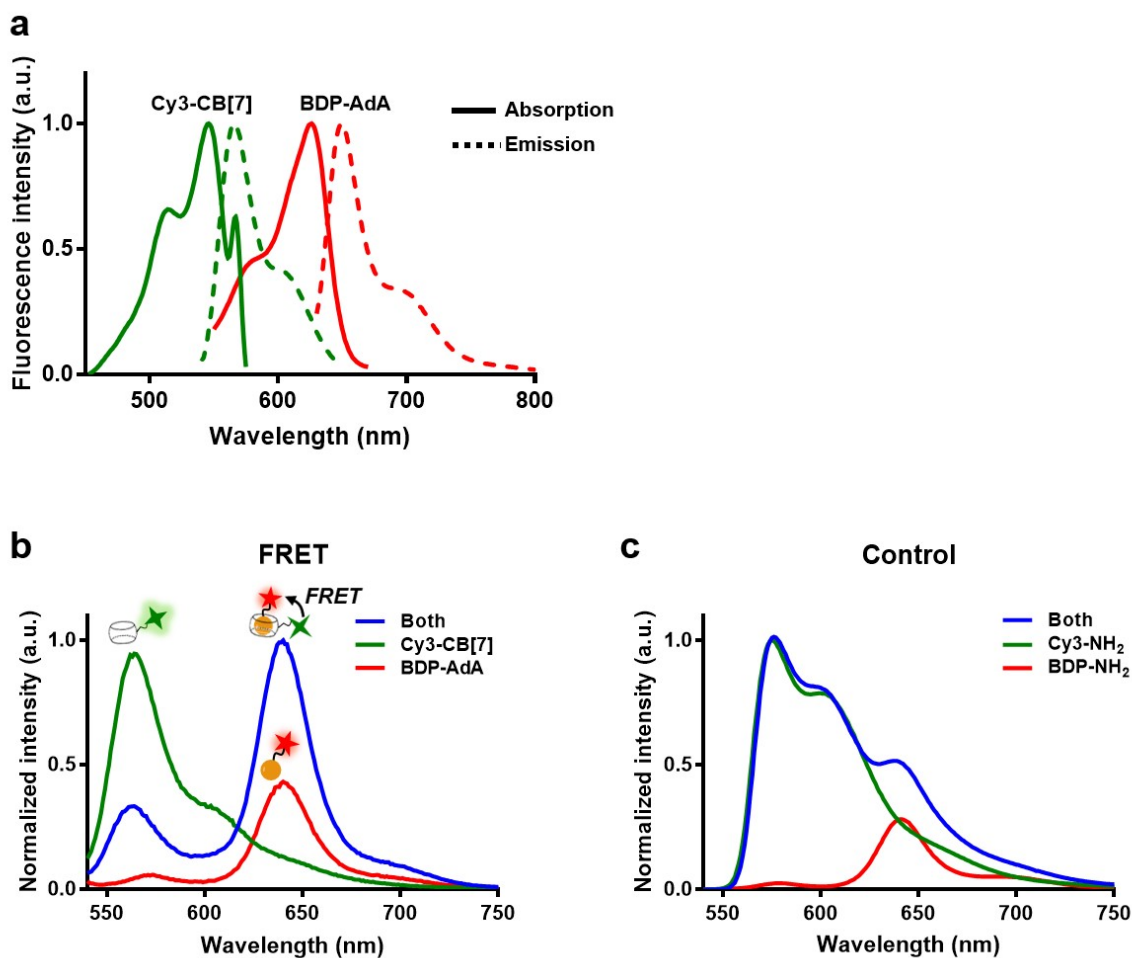 a
Fluorescence intensity (a.u.)
1.0
0.5
0.0
Cy3-CB[7]
BDP-AdA
Absorption
Emission
500 600 700 800
Wavelength (nm)
b
FRET
Normalized intensity (a.u.)
1.0
0.5
0.0
FRET
Both
Cy3-CB[7]
BDP-AdA
550 600 650 700 750
Wavelength (nm)
c
Control
Normalized intensity (a.u.)
1.0
0.5
0.0
Both
Cy3-NH₂
BDP-NH₂
550 600 650 700 750
Wavelength (nm)